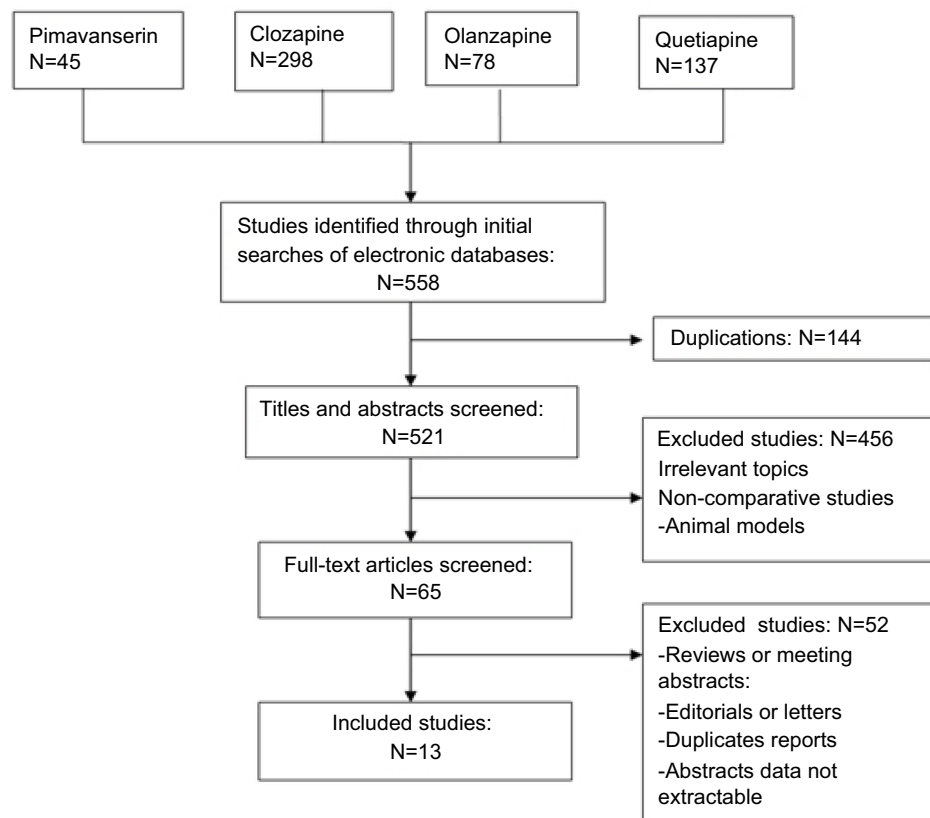 Pimavanserin
N=45
Clozapine
N=298
Olanzapine
N=78
Quetiapine
N=137
Studies identified through initial
searches of electronic databases:
N=558
Duplications: N=144
Titles and abstracts screened:
N=521
Excluded studies: N=456
Irrelevant topics
Non-comparative studies
-Animal models
Full-text articles screened:
N=65
Excluded studies: N=52
-Reviews or meeting
abstracts:
-Editorials or letters
-Duplicates reports
-Abstracts data not
extractable
Included studies:
N=13